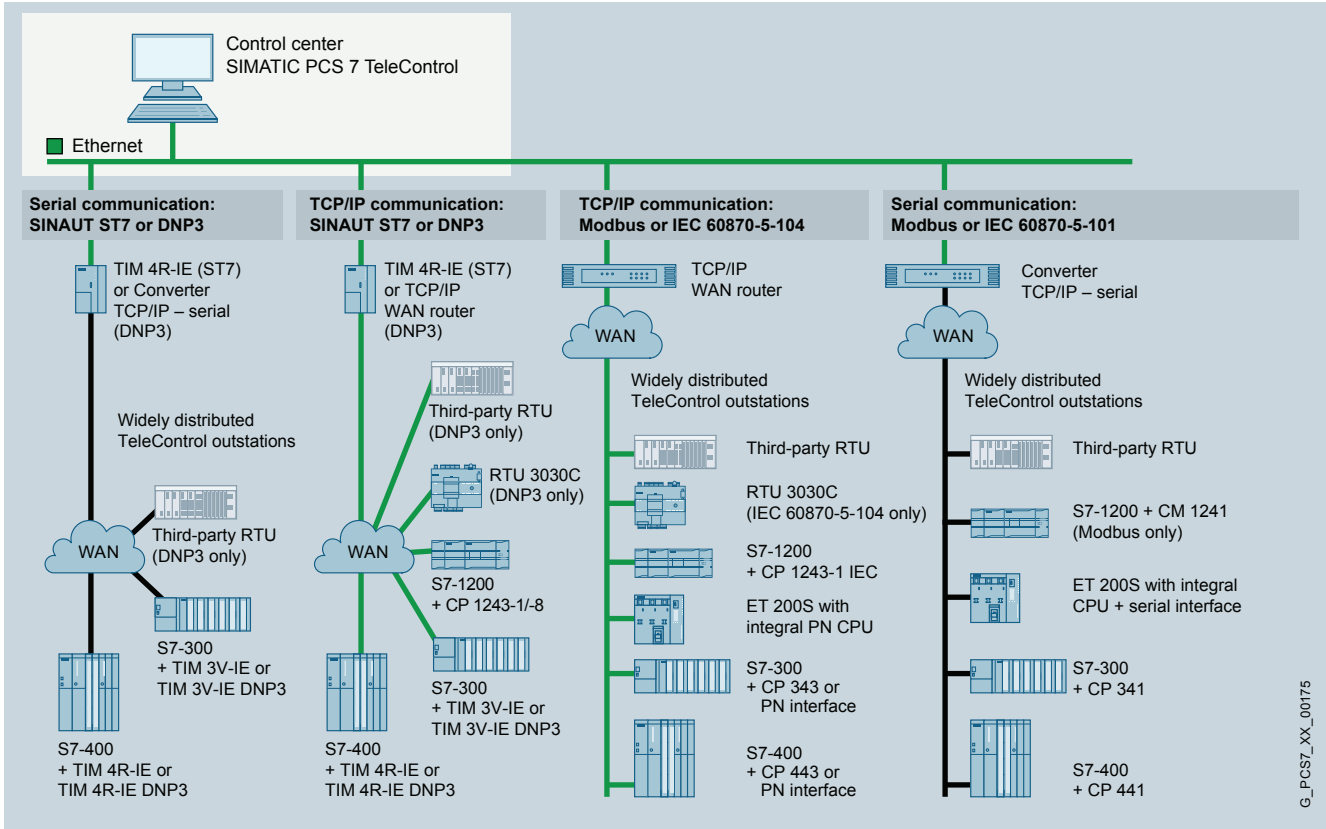 Control center
SIMATIC PCS 7 TeleControl
Ethernet
Serial communication:
SINAUT ST7 or DNP3
TIM 4R-IE (ST7)
or Converter
TCP/IP – serial
(DNP3)
Widely distributed
TeleControl outstations
WAN
Third-party RTU
(DNP3 only)
S7-300
+ TIM 3V-IE or
TIM 3V-IE DNP3
S7-400
+ TIM 4R-IE or
TIM 4R-IE DNP3
TCP/IP communication:
SINAUT ST7 or DNP3
TIM 4R-IE (ST7)
or TCP/IP
WAN router
(DNP3)
Third-party RTU
(DNP3 only)
RTU 3030C
(DNP3 only)
WAN
S7-1200
+ CP 1243-1/-8
S7-300
+ TIM 3V-IE or
TIM 3V-IE DNP3
S7-400
+ TIM 4R-IE or
TIM 4R-IE DNP3
TCP/IP communication:
Modbus or IEC 60870-5-104
TCP/IP
WAN router
WAN
Widely distributed
TeleControl outstations
Third-party RTU
RTU 3030C
(IEC 60870-5-104 only)
S7-1200
+ CP 1243-1 IEC
ET 200S with
integral PN CPU
S7-300
+ CP 343 or
PN interface
S7-400
+ CP 443 or
PN interface
Serial communication:
Modbus or IEC 60870-5-101
Converter
TCP/IP – serial
WAN
Widely distributed
TeleControl outstations
Third-party RTU
S7-1200 + CM 1241
(Modbus only)
ET 200S with integral
CPU + serial interface
S7-300
+ CP 341
S7-400
+ CP 441
G_PCS7_XX_00175